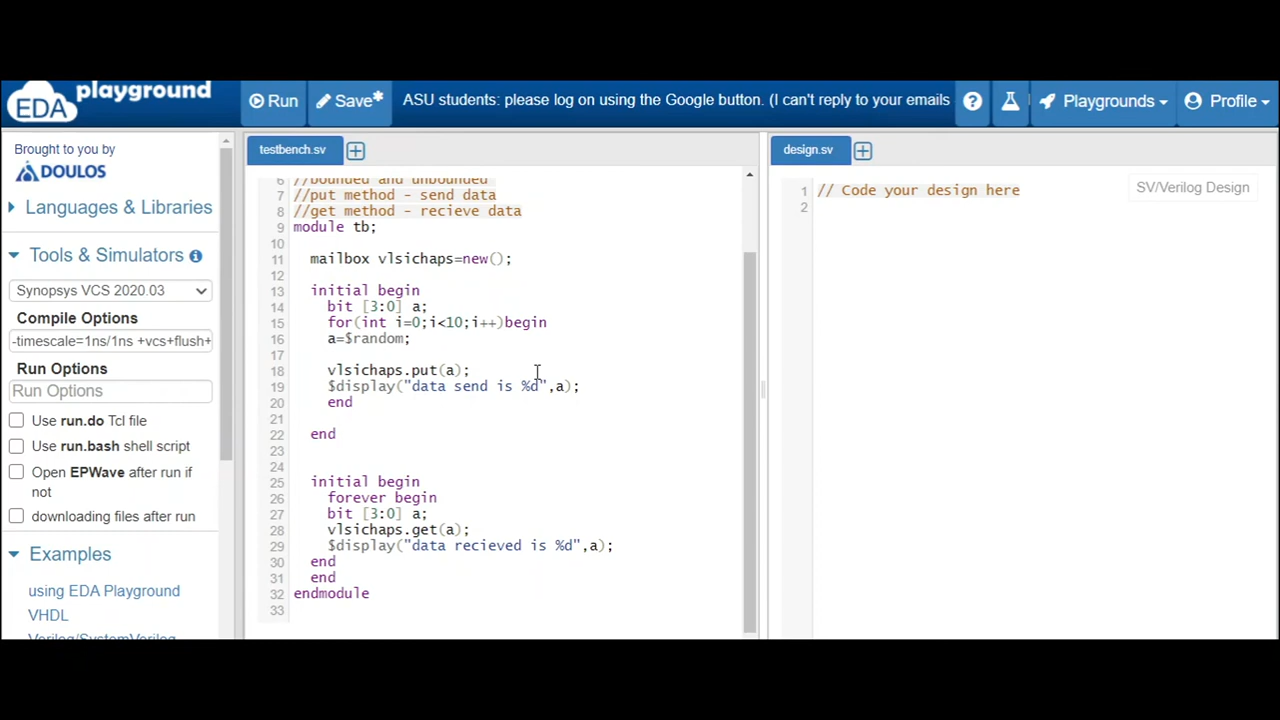 EDA playground
Run
Save*
ASU students: please log on using the Google button. (I can't reply to your emails
?
Playgrounds
Profile
Brought to you by
DOULOS
Languages & Libraries
Tools & Simulators
Synopsys VCS 2020.03
Compile Options
-timescale=1ns/1ns +vcs+flush+
Run Options
Run Options
Use run.do Tcl file
Use run.bash shell script
Open EPWave after run if
not
downloading files after run
Examples
using EDA Playground
VHDL
Verilog/SystemVerilog
testbench.sv
6 //bounded and unbounded
7 //put method - send data
8 //get method - recieve data
9 module tb;
10
11 mailbox vlsichaps=new();
12
13 initial begin
14 bit [3:0] a;
15 for(int i=0;i<10;i++)begin
16 a=$random;
17
18 vlsichaps.put(a);
19 $display("data send is %d",a);
20 end
21
22 end
23
24
25 initial begin
26 forever begin
27 bit [3:0] a;
28 vlsichaps.get(a);
29 $display("data recieved is %d",a);
30 end
31 end
32 endmodule
33
design.sv
SV/Verilog Design
1 // Code your design here
2